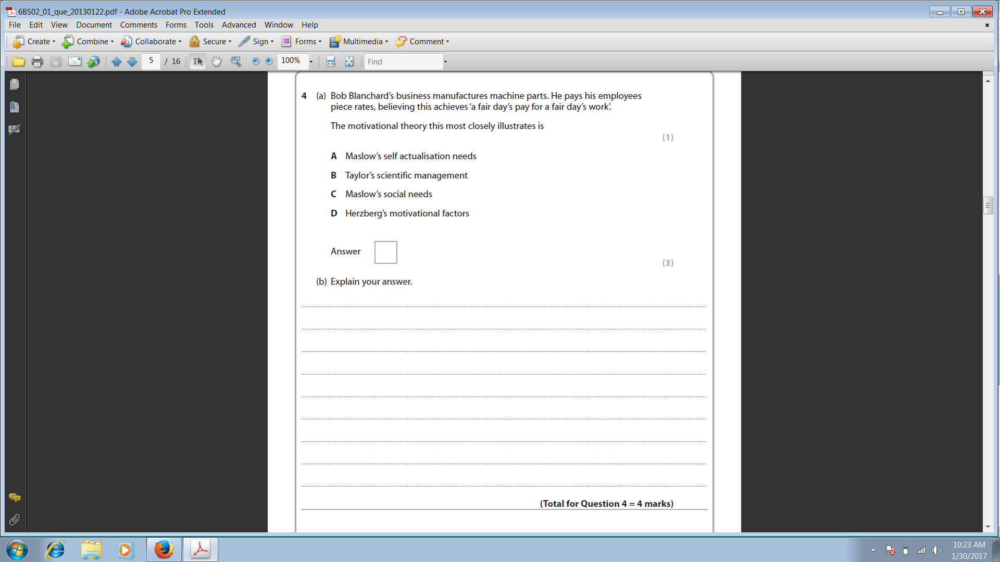 6BS02_01_que_20130122.pdf - Adobe Acrobat Pro Extended
File Edit View Document Comments Forms Tools Advanced Window Help
Create Combine Collaborate Secure Sign Forms Multimedia Comment
5 / 16 100% Find
4 (a) Bob Blanchard’s business manufactures machine parts. He pays his employees
piece rates, believing this achieves ‘a fair day’s pay for a fair day’s work’.
The motivational theory this most closely illustrates is
(1)
A Maslow’s self actualisation needs
B Taylor’s scientific management
C Maslow’s social needs
D Herzberg’s motivational factors
Answer
(3)
(b) Explain your answer.
(Total for Question 4 = 4 marks)
10:23 AM
1/30/2017